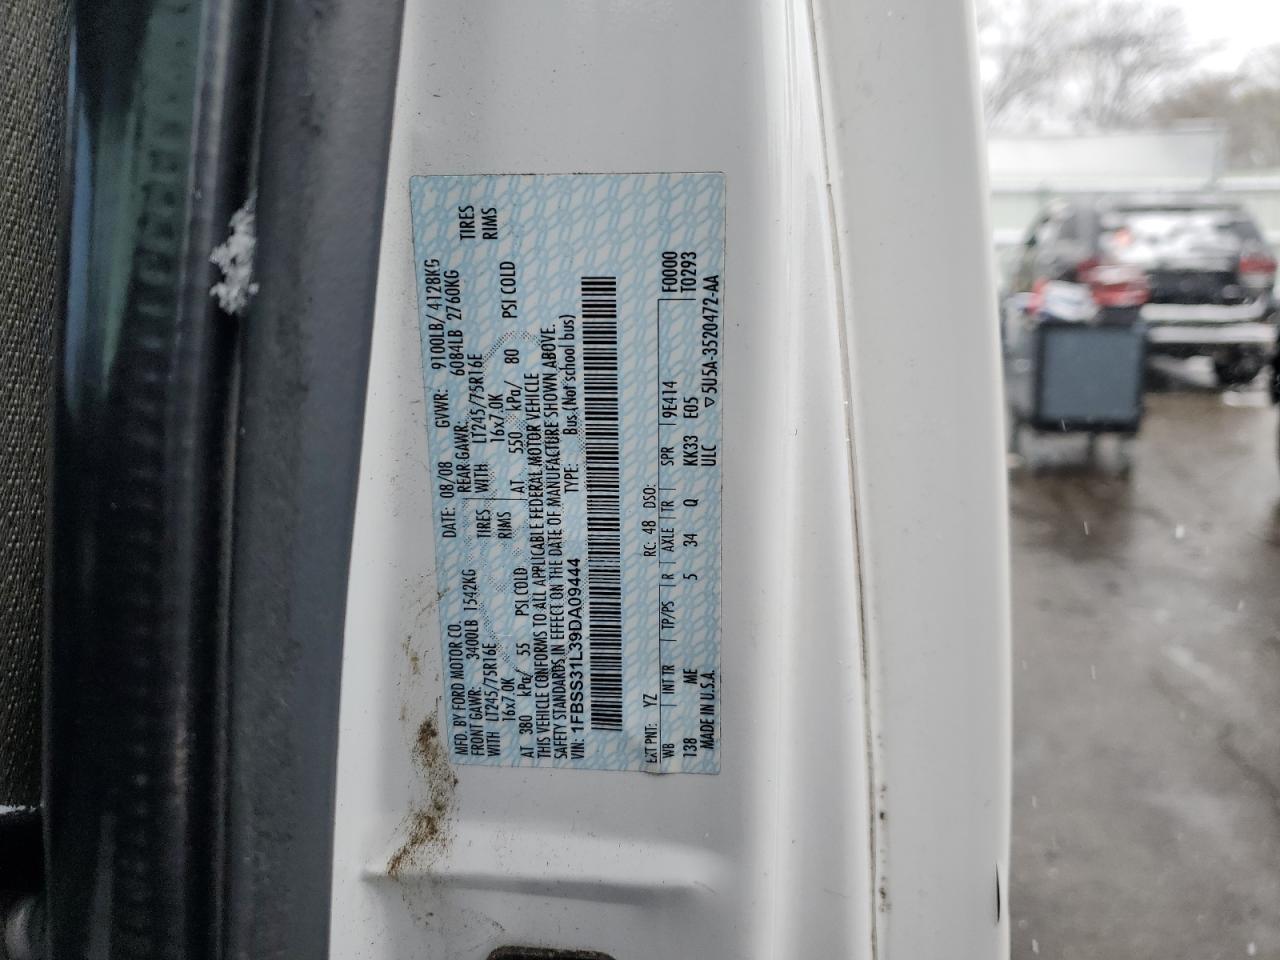 MFD. BY FORD MOTOR CO. DATE: 08/08 GVWR: 9100LB/ 4128KG
FRONT GAWR: 3400LB 1542KG REAR GAWR: 6084LB 2760KG
WITH LT245/75R16E TIRES WITH LT245/75R16E TIRES
16x7.0K RIMS 16x7.0K RIMS
AT 380 kPa/ 55 PSI COLD AT 550 kPa/ 80 PSI COLD
THIS VEHICLE CONFORMS TO ALL APPLICABLE FEDERAL MOTOR VEHICLE
SAFETY STANDARDS IN EFFECT ON THE DATE OF MANUFACTURE SHOWN ABOVE.
VIN: 1FBSS31L39DA09444 TYPE: Bus (Not school bus)
EXT PNT: YZ RC: 48 DSO:
WB INT TR TP/PS R AXLE TR SPR F0000
138 ME 5 34 Q KK33 9E414 E05 T0293
MADE IN U.S.A. ULC ▽5U5A-3520472-AA